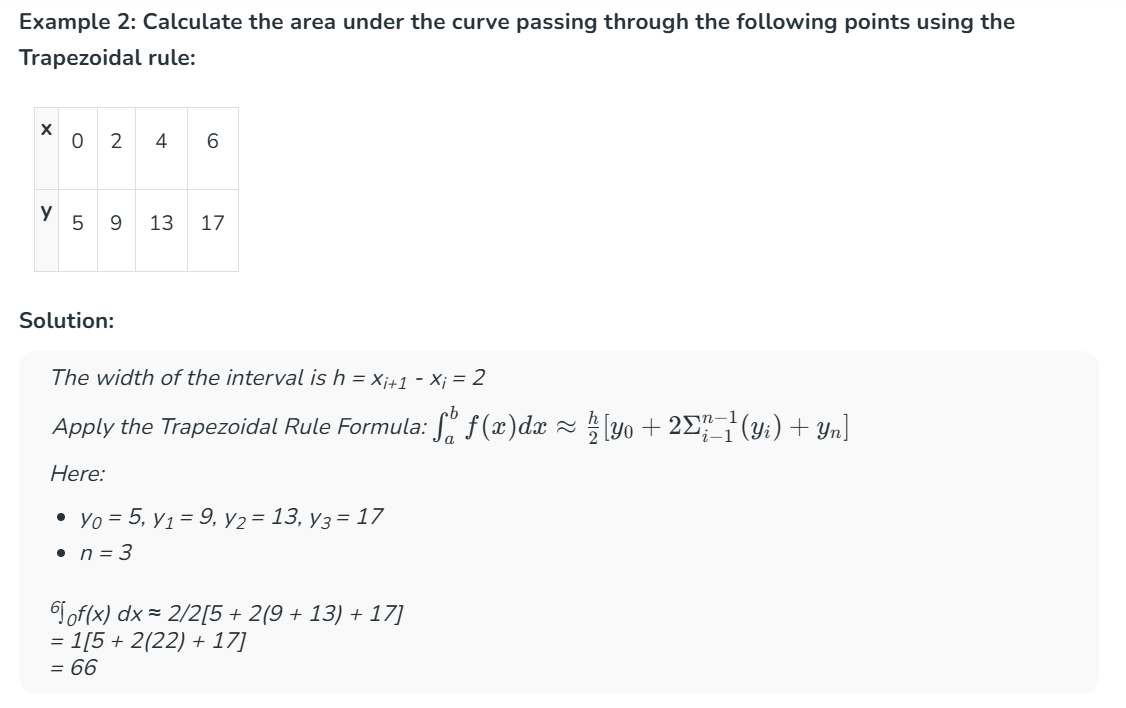 Example 2: Calculate the area under the curve passing through the following points using the
Trapezoidal rule:
x 0 2 4 6
y 5 9 13 17
Solution:
The width of the interval is h = xᵢ₊₁ - xᵢ = 2
Apply the Trapezoidal Rule Formula: ∫ₐᵇ f(x)dx ≈ h/2[y₀ + 2Σᵢ₋₁ⁿ⁻¹(yᵢ) + yₙ]
Here:
• y₀ = 5, y₁ = 9, y₂ = 13, y₃ = 17
• n = 3
⁶∫₀f(x) dx ≈ 2/2[5 + 2(9 + 13) + 17]
= 1[5 + 2(22) + 17]
= 66